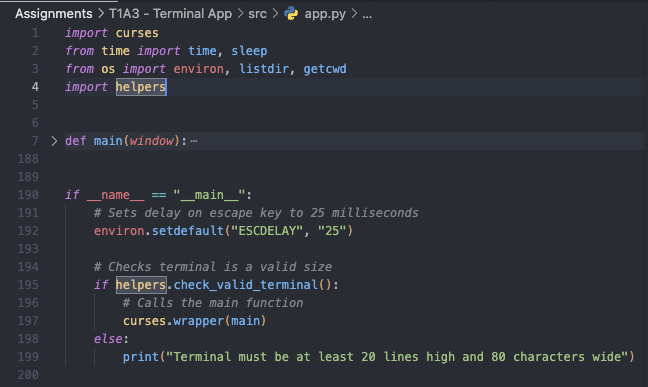 Assignments > T1A3 - Terminal App > src > app.py > ...
1 import curses
2 from time import time, sleep
3 from os import environ, listdir, getcwd
4 import helpers
5
6
7 > def main(window): ⋯
188
189
190 if __name__ == "__main__":
191 # Sets delay on escape key to 25 milliseconds
192 environ.setdefault("ESCDELAY", "25")
193
194 # Checks terminal is a valid size
195 if helpers.check_valid_terminal():
196 # Calls the main function
197 curses.wrapper(main)
198 else:
199 print("Terminal must be at least 20 lines high and 80 characters wide")
200